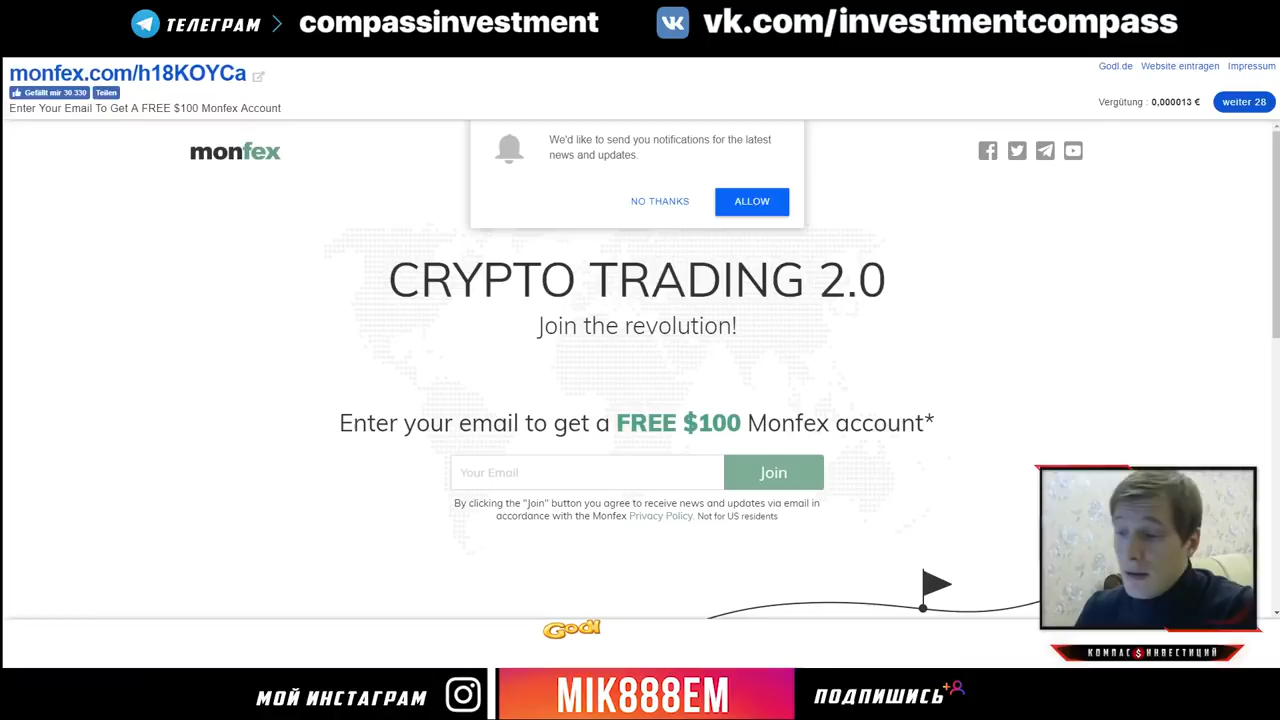 ТЕЛЕГРАМ > compassinvestment
vk.com/investmentcompass
monfex.com/h18KOYCa
Gefällt mir 30.330 Teilen
Enter Your Email To Get A FREE $100 Monfex Account
Godl.de Website eintragen Impressum
Vergütung : 0,000013 € weiter 28
monfex
We'd like to send you notifications for the latest
news and updates.
NO THANKS ALLOW
CRYPTO TRADING 2.0
Join the revolution!
Enter your email to get a FREE $100 Monfex account*
Your Email Join
By clicking the "Join" button you agree to receive news and updates via email in
accordance with the Monfex Privacy Policy. Not for US residents
Godl
КОМПАС $ ИНВЕСТИЦИЙ
МОЙ ИНСТАГРАМ MIK888EM ПОДПИШИСЬ